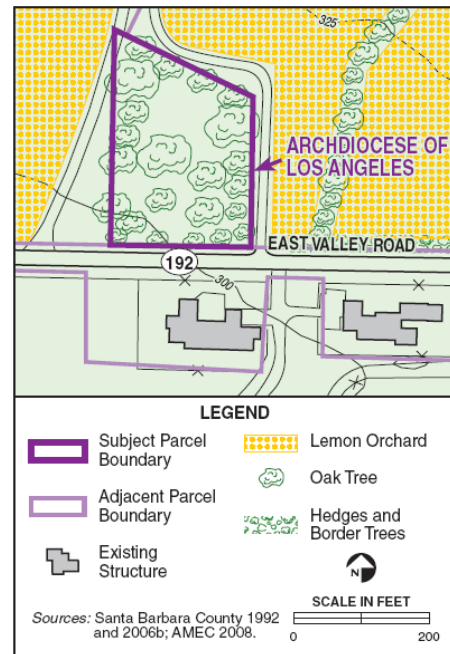 325
ARCHDIOCESE OF
LOS ANGELES
EAST VALLEY ROAD
192
300
LEGEND
Subject Parcel
Boundary
Adjacent Parcel
Boundary
Existing
Structure
Lemon Orchard
Oak Tree
Hedges and
Border Trees
N
SCALE IN FEET
0 200
Sources: Santa Barbara County 1992
and 2006b; AMEC 2008.